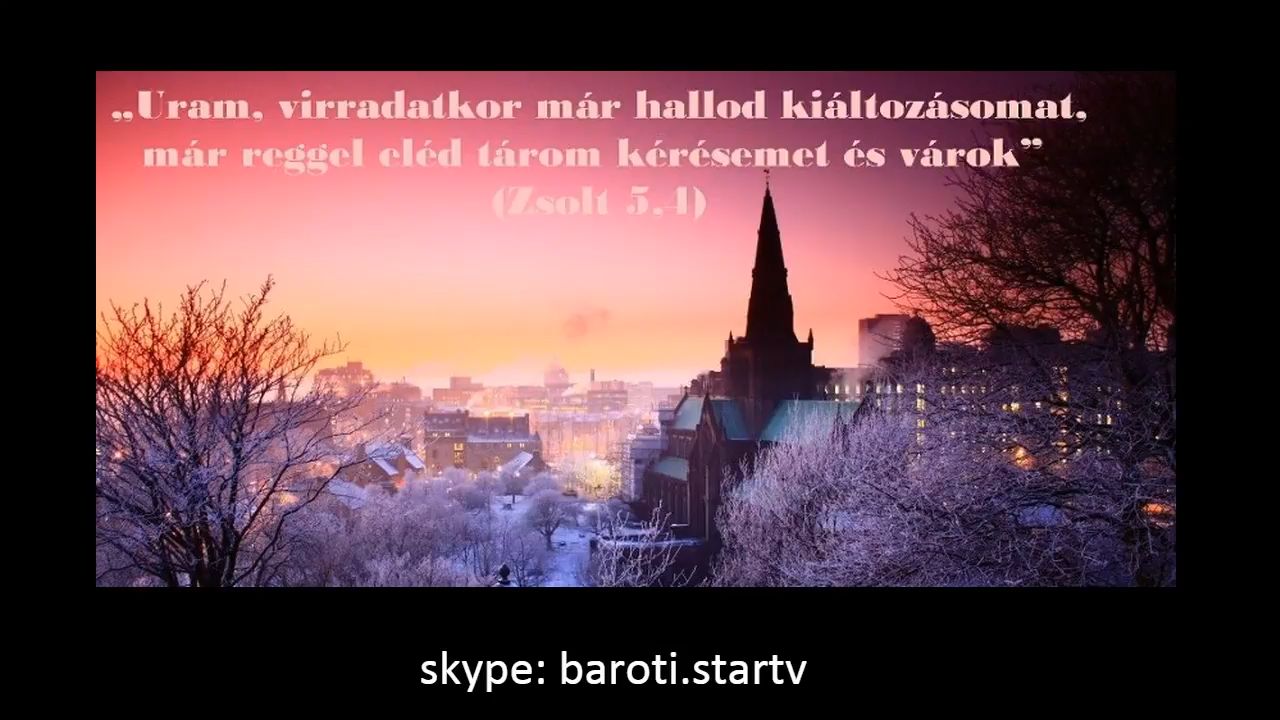 „Uram, virradatkor már hallod kiáltozásomat,
már reggel eléd tárom kérésemet és várok”
(Zsolt 5,4)
skype: baroti.startv